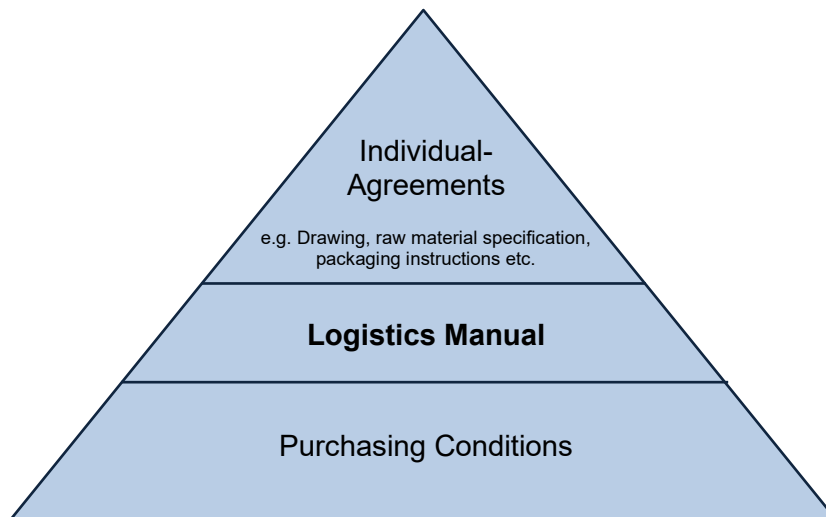 Individual-
Agreements
e.g. Drawing, raw material specification,
packaging instructions etc.
Logistics Manual
Purchasing Conditions